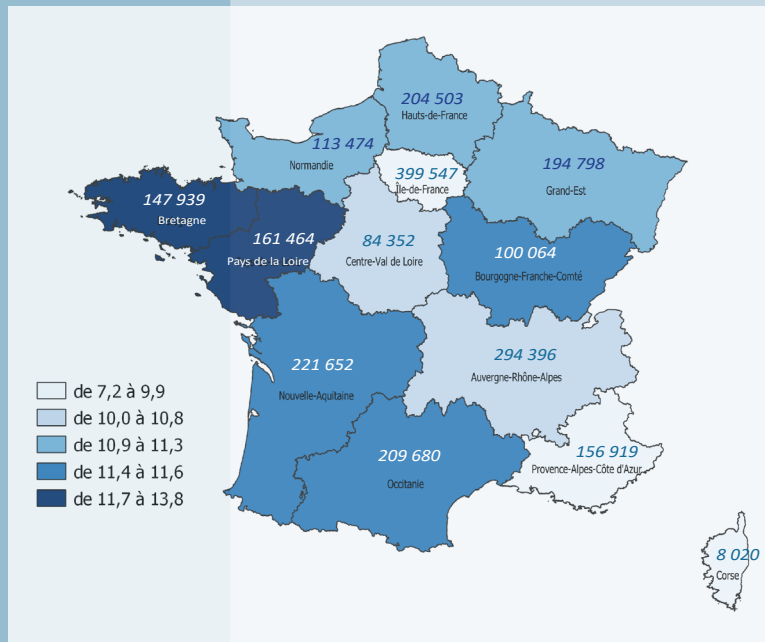 204 503
Hauts-de-France
113 474
Normandie
399 547
Île-de-France
194 798
Grand-Est
147 939
Bretagne
161 464
Pays de la Loire
84 352
Centre-Val de Loire
100 064
Bourgogne-Franche-Comté
221 652
Nouvelle-Aquitaine
294 396
Auvergne-Rhône-Alpes
209 680
Occitanie
156 919
Provence-Alpes-Côte d'Azur
8 020
Corse
de 7,2 à 9,9
de 10,0 à 10,8
de 10,9 à 11,3
de 11,4 à 11,6
de 11,7 à 13,8